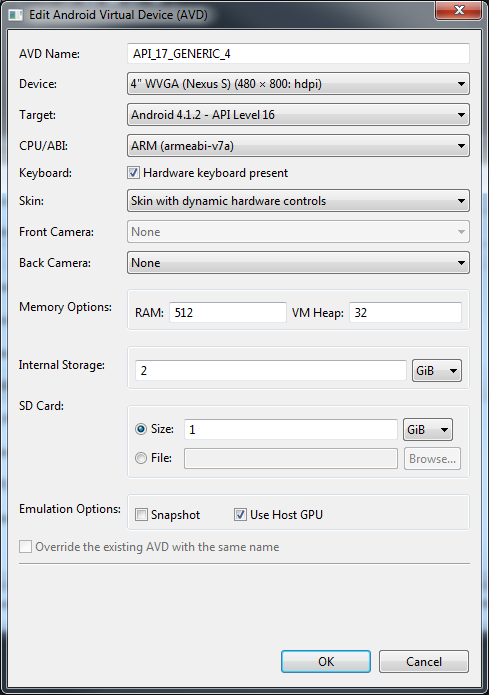 Edit Android Virtual Device (AVD)
AVD Name: API_17_GENERIC_4
Device: 4" WVGA (Nexus S) (480 × 800: hdpi)
Target: Android 4.1.2 - API Level 16
CPU/ABI: ARM (armeabi-v7a)
Keyboard: Hardware keyboard present
Skin: Skin with dynamic hardware controls
Front Camera: None
Back Camera: None
Memory Options: RAM: 512 VM Heap: 32
Internal Storage: 2 GiB
SD Card:
Size: 1 GiB
File: Browse...
Emulation Options: Snapshot Use Host GPU
Override the existing AVD with the same name
OK Cancel